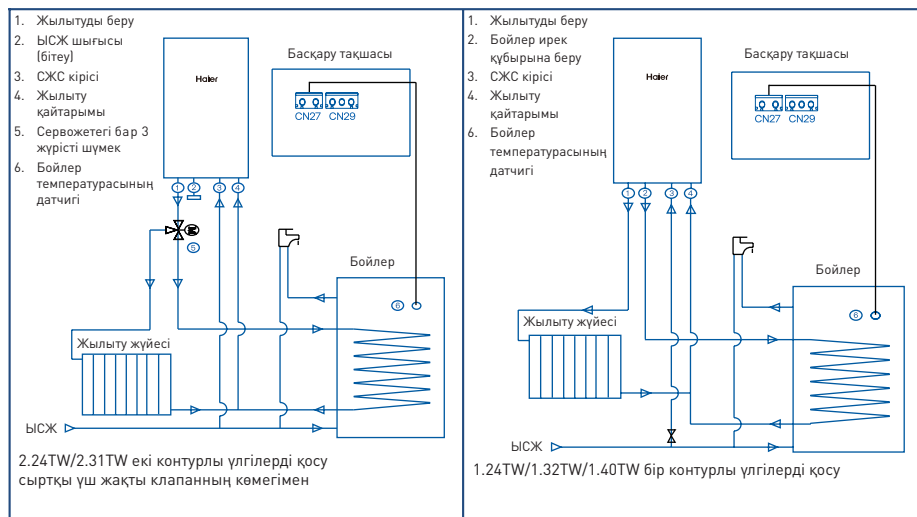 1. Жылытуды беру
2. ЫСЖ шығысы
(бітеу)
3. СЖС кірісі
4. Жылыту
қайтарымы
5. Сервожетегі бар 3
жүрісті шүмек
6. Бойлер
температурасының
датчигі
Haier
Басқару тақшасы
CN27 CN29
1 2 3 4
5
Бойлер
6
Жылыту жүйесі
ЫСЖ
2.24TW/2.31TW екі контурлы үлгілерді қосу
сыртқы үш жақты клапанның көмегімен
1. Жылытуды беру
2. Бойлер ирек
құбырына беру
3. СЖС кірісі
4. Жылыту
қайтарымы
6. Бойлер
температурасының
датчигі
Haier
Басқару тақшасы
CN27 CN29
1 2 3 4
Бойлер
6
Жылыту жүйесі
ЫСЖ
1.24TW/1.32TW/1.40TW бір контурлы үлгілерді қосу